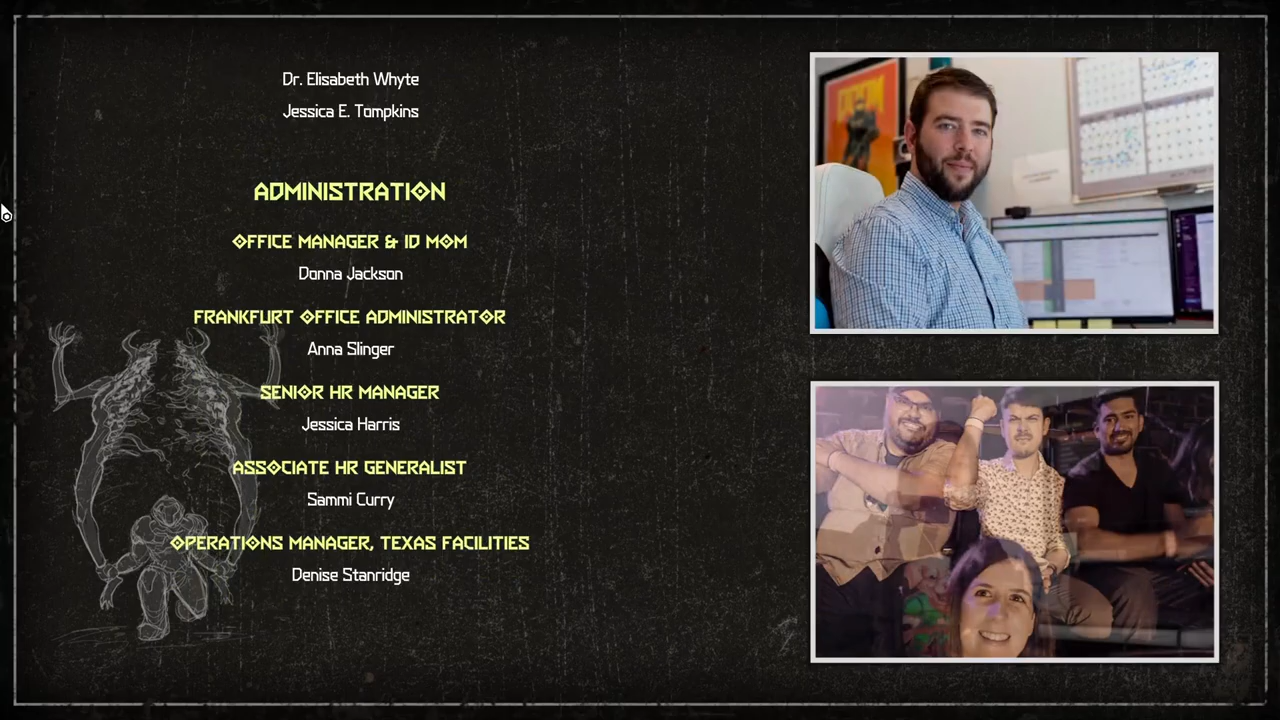 Dr. Elisabeth Whyte
Jessica E. Tompkins
ADMINISTRATION
OFFICE MANAGER & ID MOM
Donna Jackson
FRANKFURT OFFICE ADMINISTRATOR
Anna Slinger
SENIOR HR MANAGER
Jessica Harris
ASSOCIATE HR GENERALIST
Sammi Curry
OPERATIONS MANAGER, TEXAS FACILITIES
Denise Stanridge
DOOM